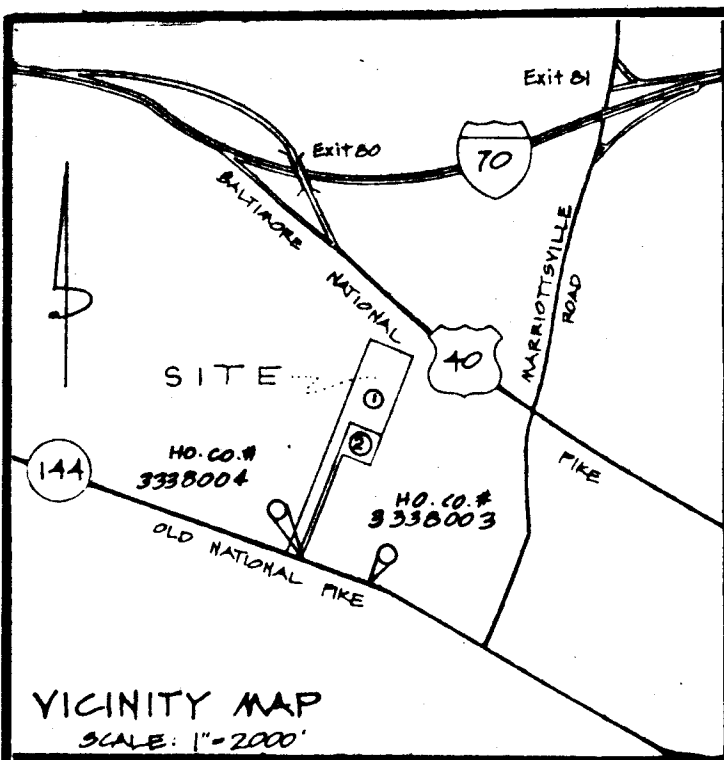 Exit 81
Exit 80
70
BALTIMORE
NATIONAL
MARRIOTTSVILLE
ROAD
40
SITE
1
2
HO.CO.#
3338004
144
HO.CO.#
3338003
PIKE
OLD NATIONAL PIKE
VICINITY MAP
SCALE: 1"=2000'